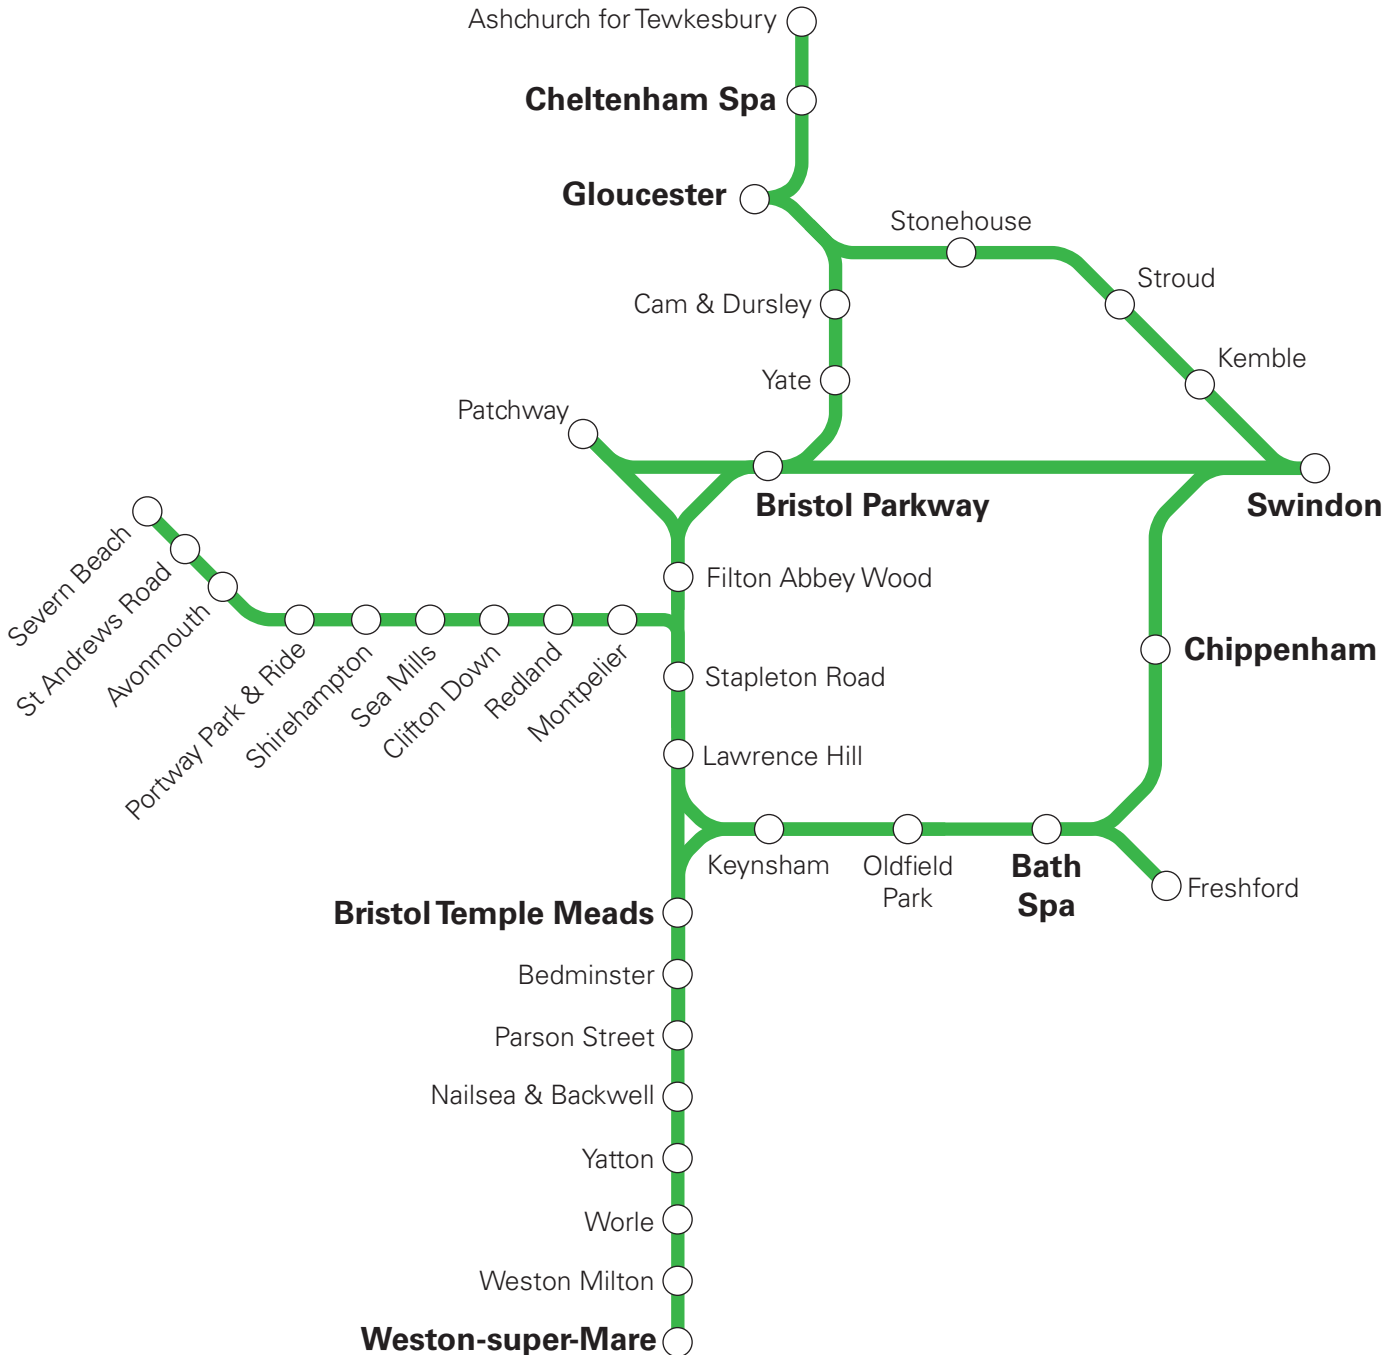 Ashchurch for Tewkesbury
Cheltenham Spa
Gloucester
Stonehouse
Stroud
Cam & Dursley
Kemble
Yate
Patchway
Bristol Parkway
Swindon
Severn Beach
St Andrews Road
Avonmouth
Portway Park & Ride
Shirehampton
Sea Mills
Clifton Down
Redland
Montpelier
Filton Abbey Wood
Stapleton Road
Chippenham
Lawrence Hill
Keynsham
Oldfield
Park
Bath
Spa
Freshford
Bristol Temple Meads
Bedminster
Parson Street
Nailsea & Backwell
Yatton
Worle
Weston Milton
Weston-super-Mare